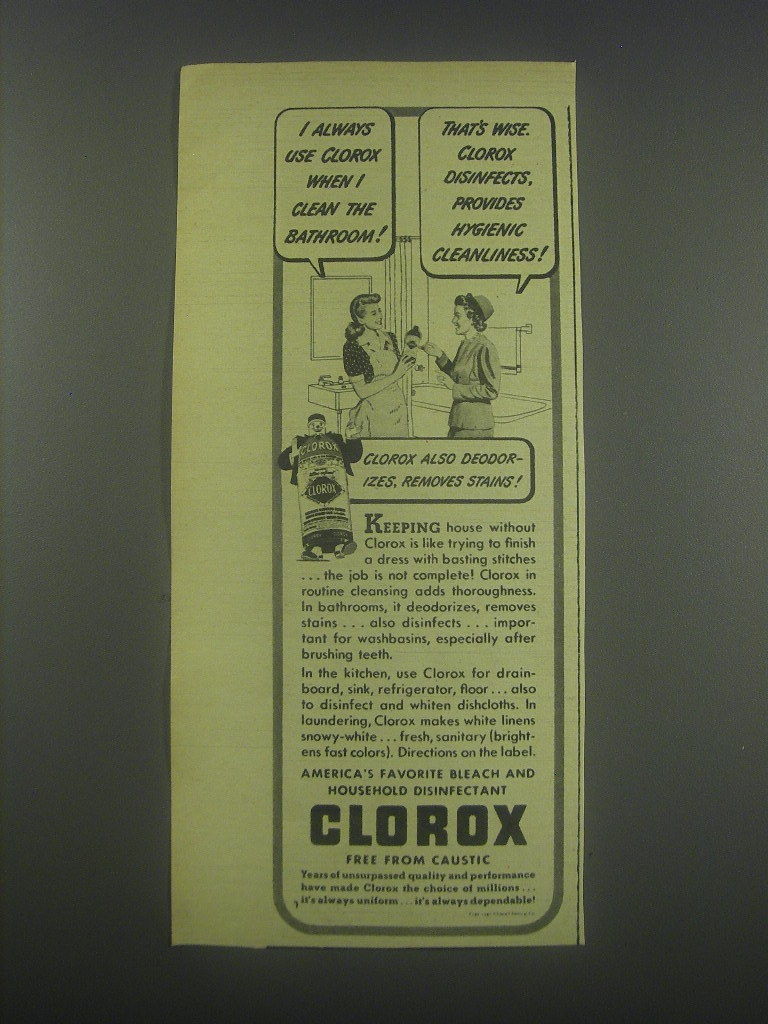 I ALWAYS
USE CLOROX
WHEN I
CLEAN THE
BATHROOM!
THAT'S WISE.
CLOROX
DISINFECTS,
PROVIDES
HYGIENIC
CLEANLINESS!
CLOROX
CLOROX
CLOROX ALSO DEODOR-
IZES, REMOVES STAINS!
KEEPING house without
Clorox is like trying to finish
a dress with basting stitches
... the job is not complete! Clorox in
routine cleansing adds thoroughness.
In bathrooms, it deodorizes, removes
stains ... also disinfects ... impor-
tant for washbasins, especially after
brushing teeth.
In the kitchen, use Clorox for drain-
board, sink, refrigerator, floor ... also
to disinfect and whiten dishcloths. In
laundering, Clorox makes white linens
snowy-white ... fresh, sanitary (bright-
ens fast colors). Directions on the label.
AMERICA'S FAVORITE BLEACH AND
HOUSEHOLD DISINFECTANT
CLOROX
FREE FROM CAUSTIC
Years of unsurpassed quality and performance
have made Clorox the choice of millions ...
it's always uniform ... it's always dependable!